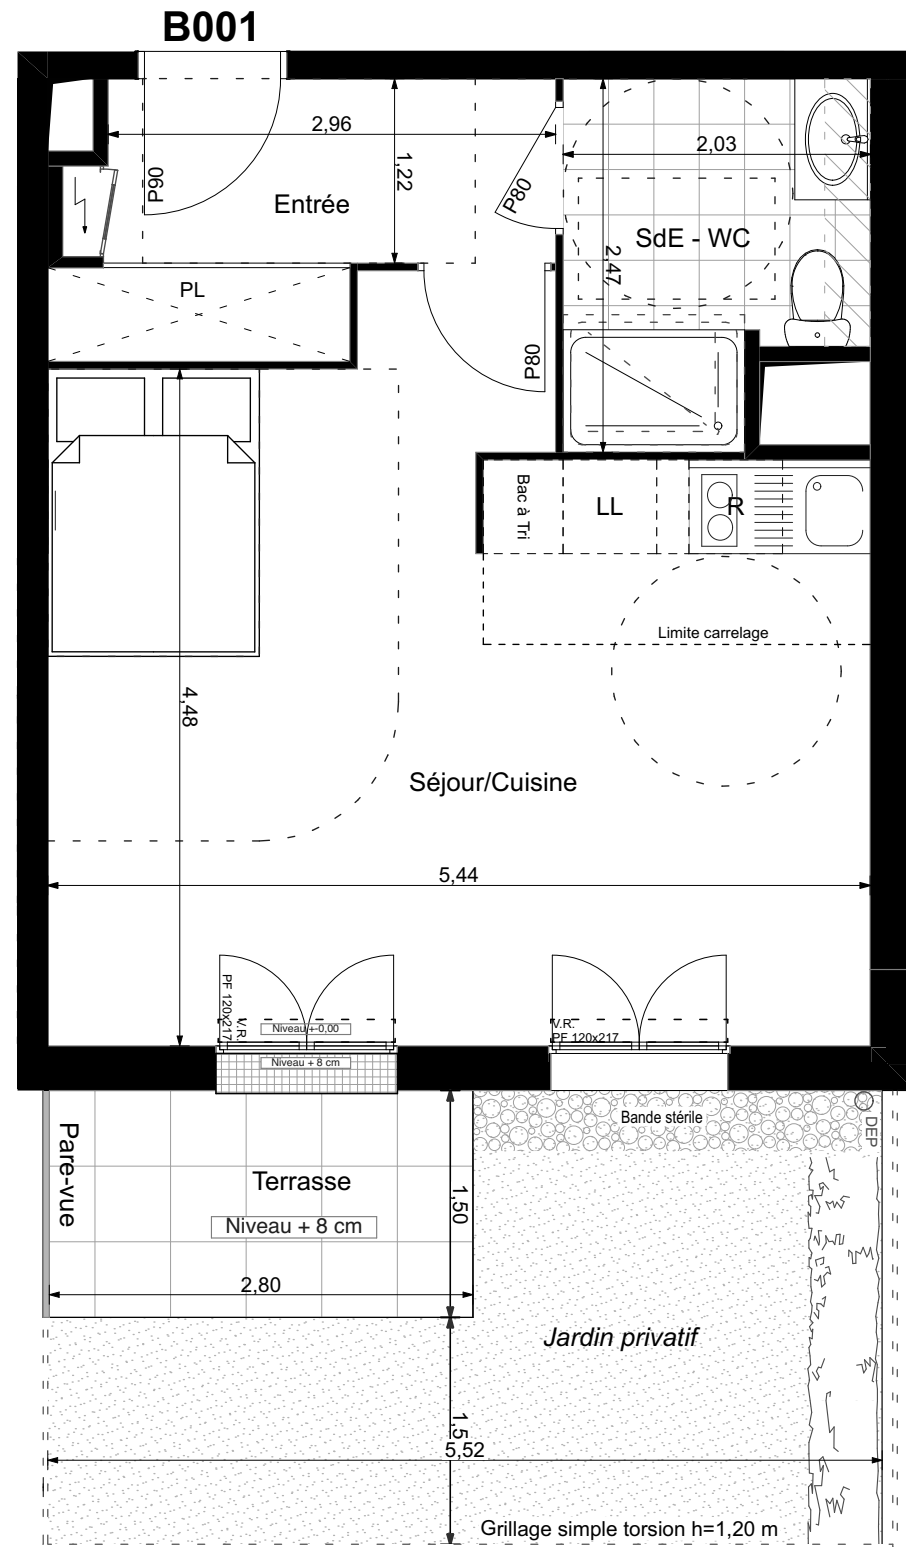 B001
2,96
2,03
1,22
P90
P80
Entrée
SdE - WC
2,47
PL
P80
Bac à Tri
LL
R
Limite carrelage
4,48
Séjour/Cuisine
5,44
PF 120x217
V.R.
Niveau +-0,00
Niveau + 8 cm
V.R.
PF 120x217
Bande stérile
DEP
Pare-vue
Terrasse
Niveau + 8 cm
1,50
2,80
Jardin privatif
1,5
5,52
Grillage simple torsion h=1,20 m